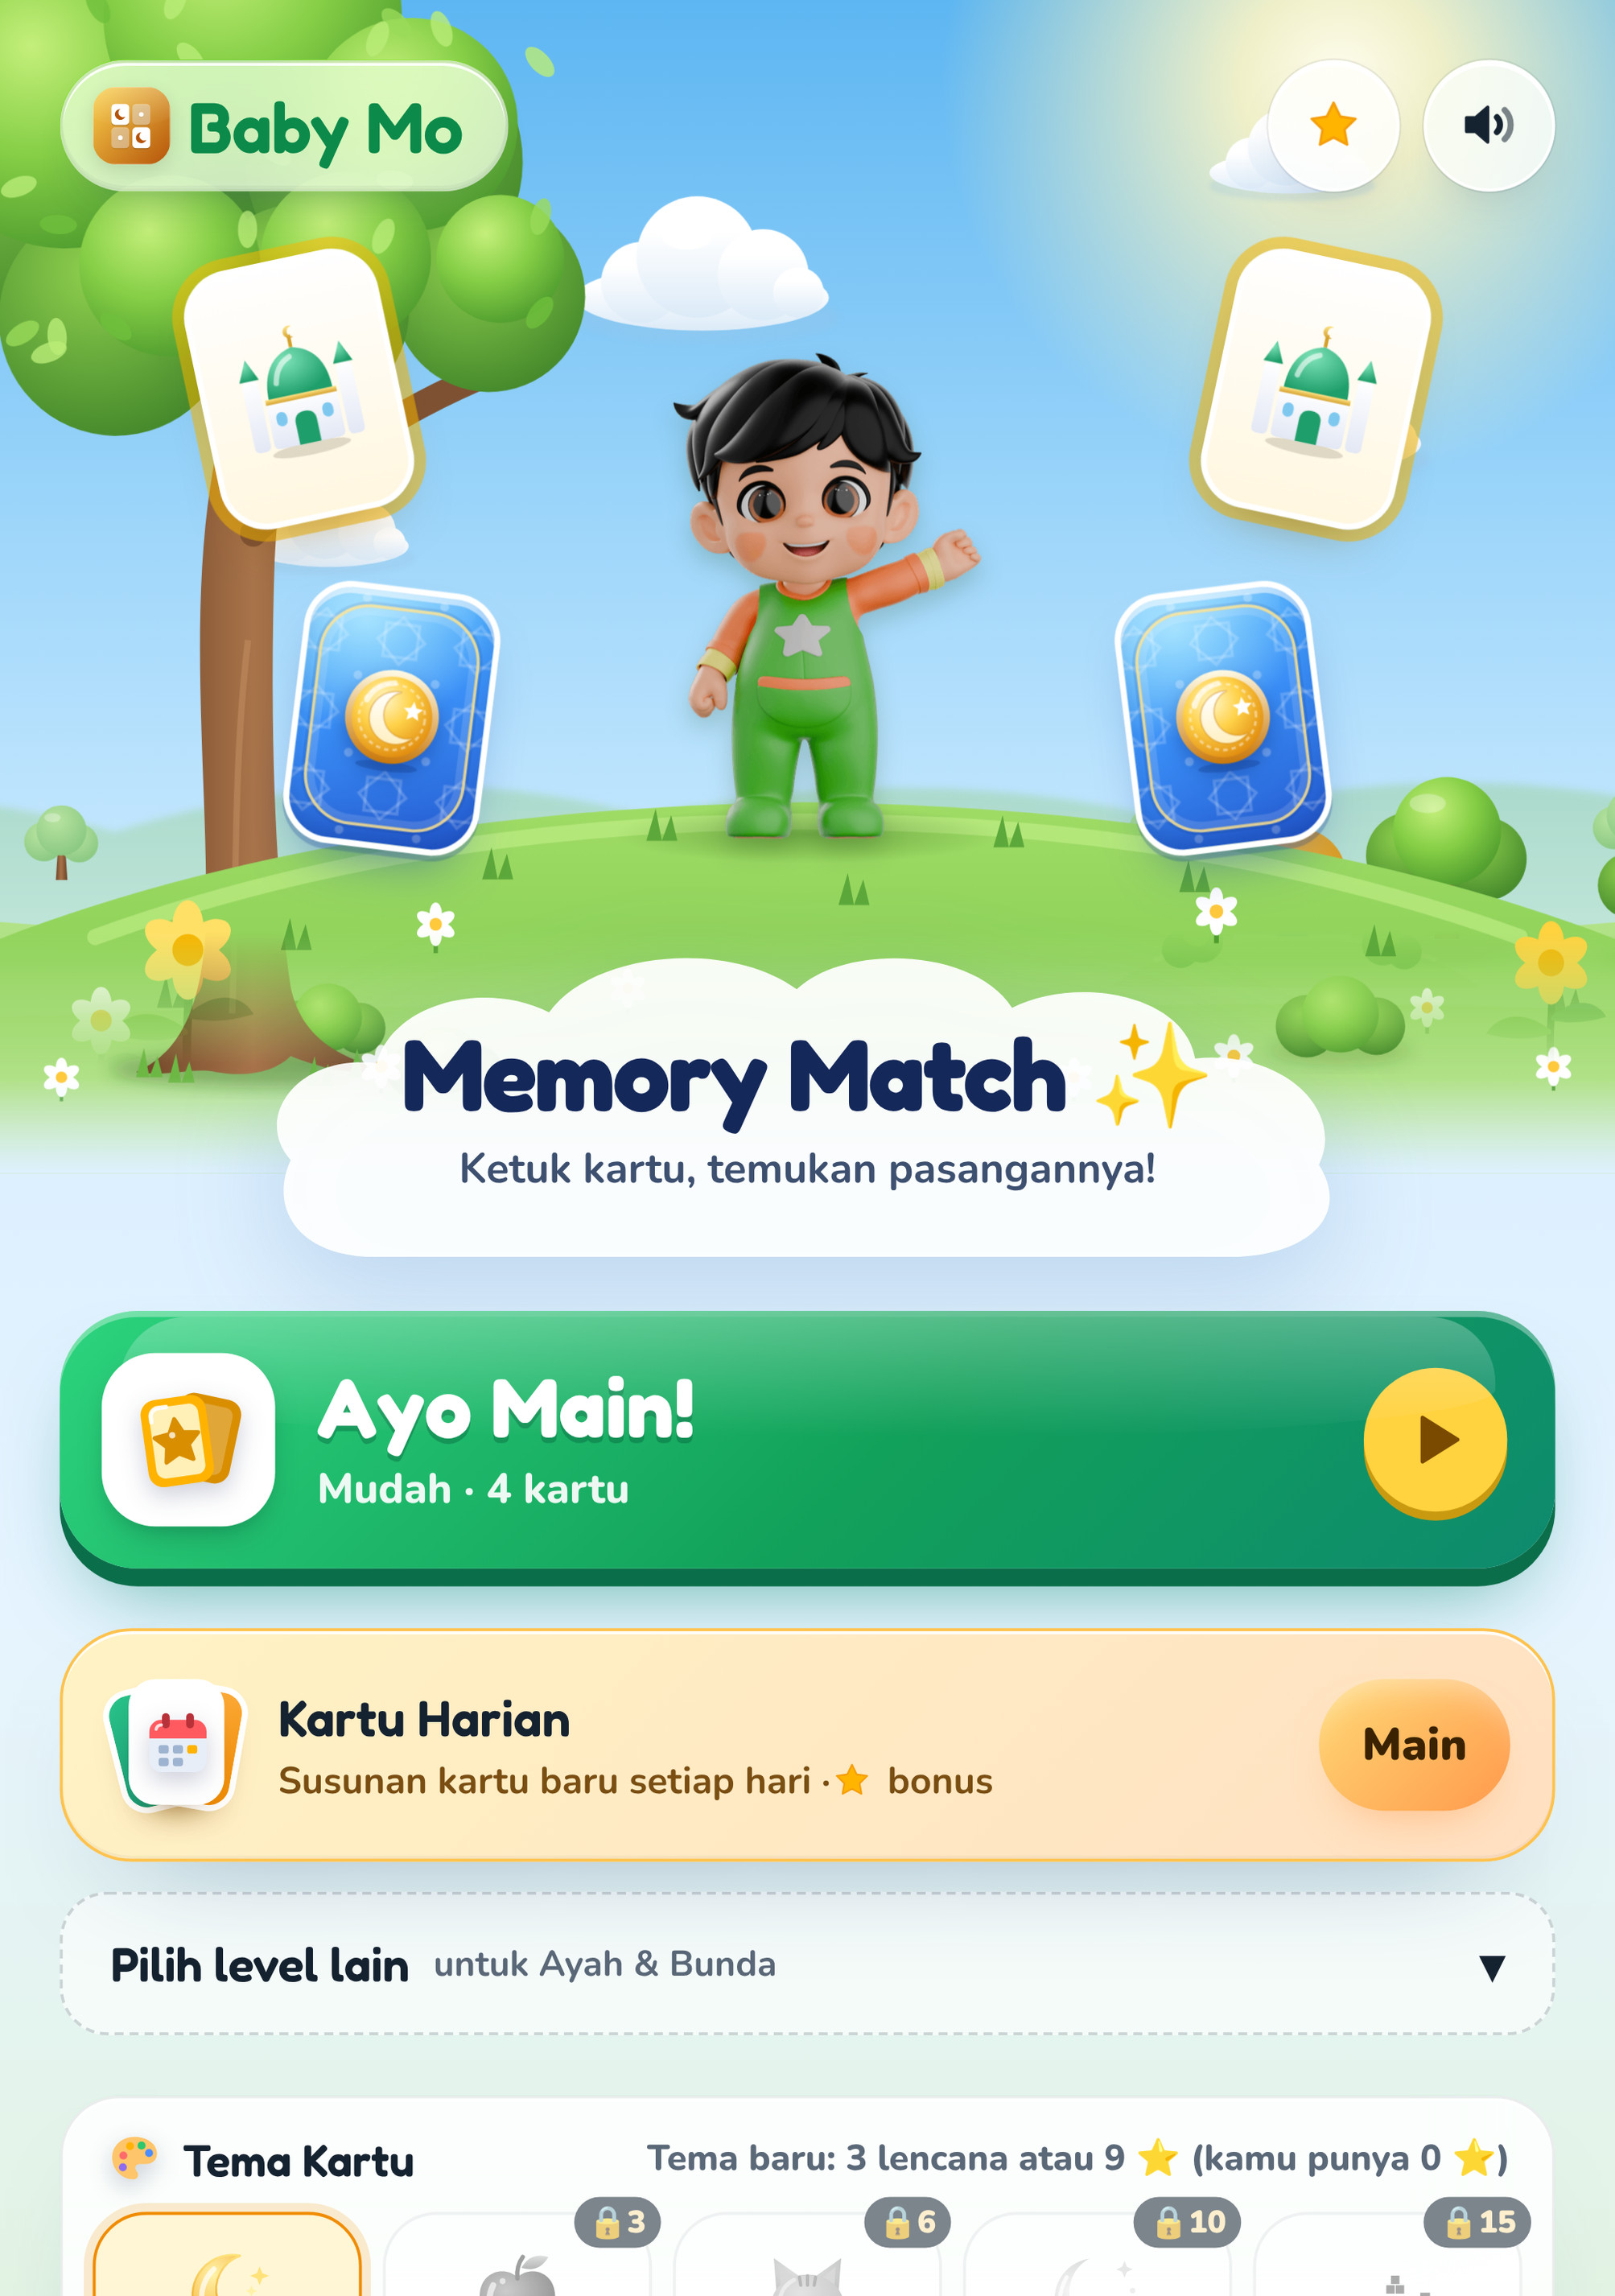 Baby Mo
Memory Match ✨
Ketuk kartu, temukan pasangannya!
Ayo Main!
Mudah · 4 kartu
Kartu Harian
Susunan kartu baru setiap hari · ⭐ bonus
Main
Pilih level lain untuk Ayah & Bunda ▼
Tema Kartu
Tema baru: 3 lencana atau 9 ⭐ (kamu punya 0 ⭐)
🔒3 🔒6 🔒10 🔒15